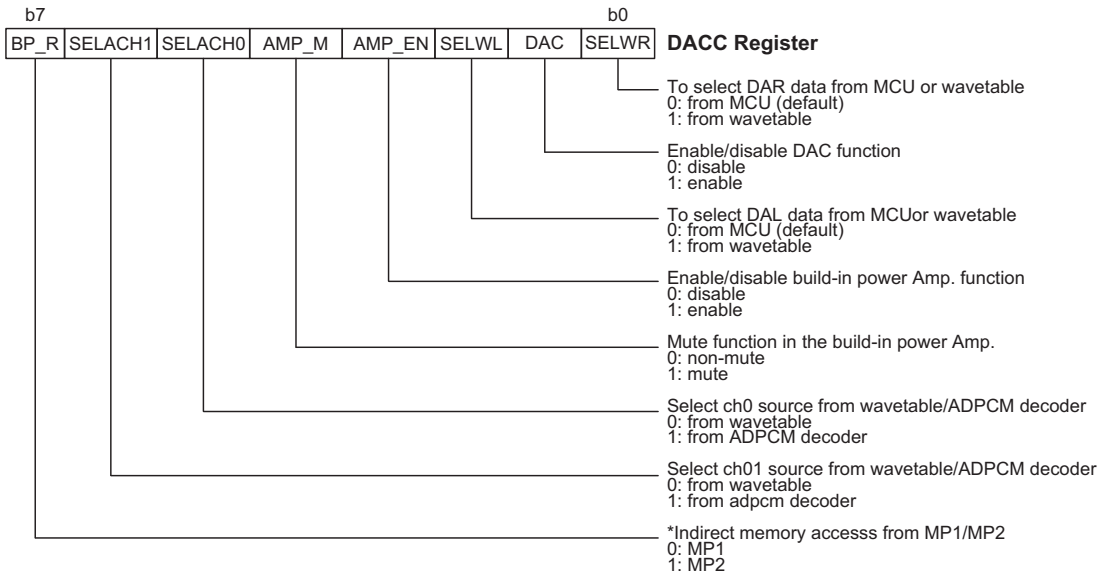 b7 b0
BP_R SELACH1 SELACH0 AMP_M AMP_EN SELWL DAC SELWR DACC Register
To select DAR data from MCU or wavetable
0: from MCU (default)
1: from wavetable
Enable/disable DAC function
0: disable
1: enable
To select DAL data from MCUor wavetable
0: from MCU (default)
1: from wavetable
Enable/disable build-in power Amp. function
0: disable
1: enable
Mute function in the build-in power Amp.
0: non-mute
1: mute
Select ch0 source from wavetable/ADPCM decoder
0: from wavetable
1: from ADPCM decoder
Select ch01 source from wavetable/ADPCM decoder
0: from wavetable
1: from adpcm decoder
*Indirect memory accesss from MP1/MP2
0: MP1
1: MP2